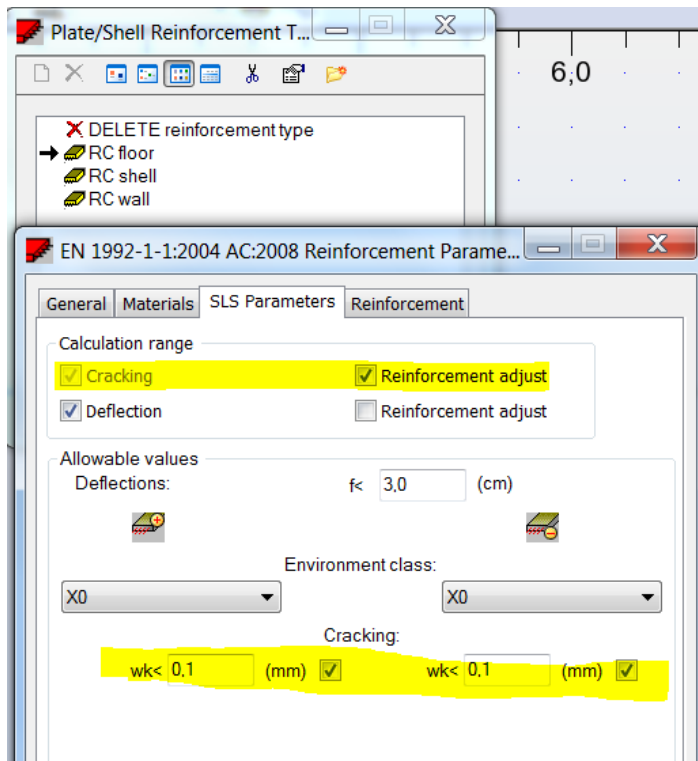 Plate/Shell Reinforcement T...
6,0
DELETE reinforcement type
RC floor
RC shell
RC wall
EN 1992-1-1:2004 AC:2008 Reinforcement Parame...
General Materials SLS Parameters Reinforcement
Calculation range
Cracking Reinforcement adjust
Deflection Reinforcement adjust
Allowable values
Deflections: f< 3,0 (cm)
Environment class:
X0 X0
Cracking:
wk< 0,1 (mm) wk< 0,1 (mm)